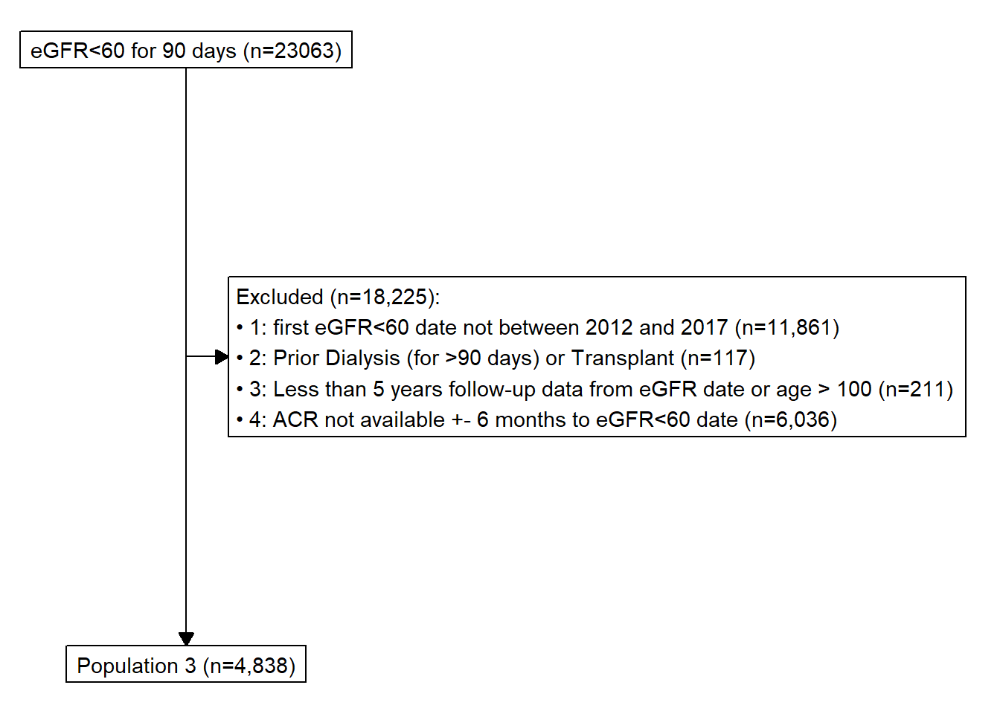 eGFR<60 for 90 days (n=23063)
Excluded (n=18,225):
• 1: first eGFR<60 date not between 2012 and 2017 (n=11,861)
• 2: Prior Dialysis (for >90 days) or Transplant (n=117)
• 3: Less than 5 years follow-up data from eGFR date or age > 100 (n=211)
• 4: ACR not available +- 6 months to eGFR<60 date (n=6,036)
Population 3 (n=4,838)